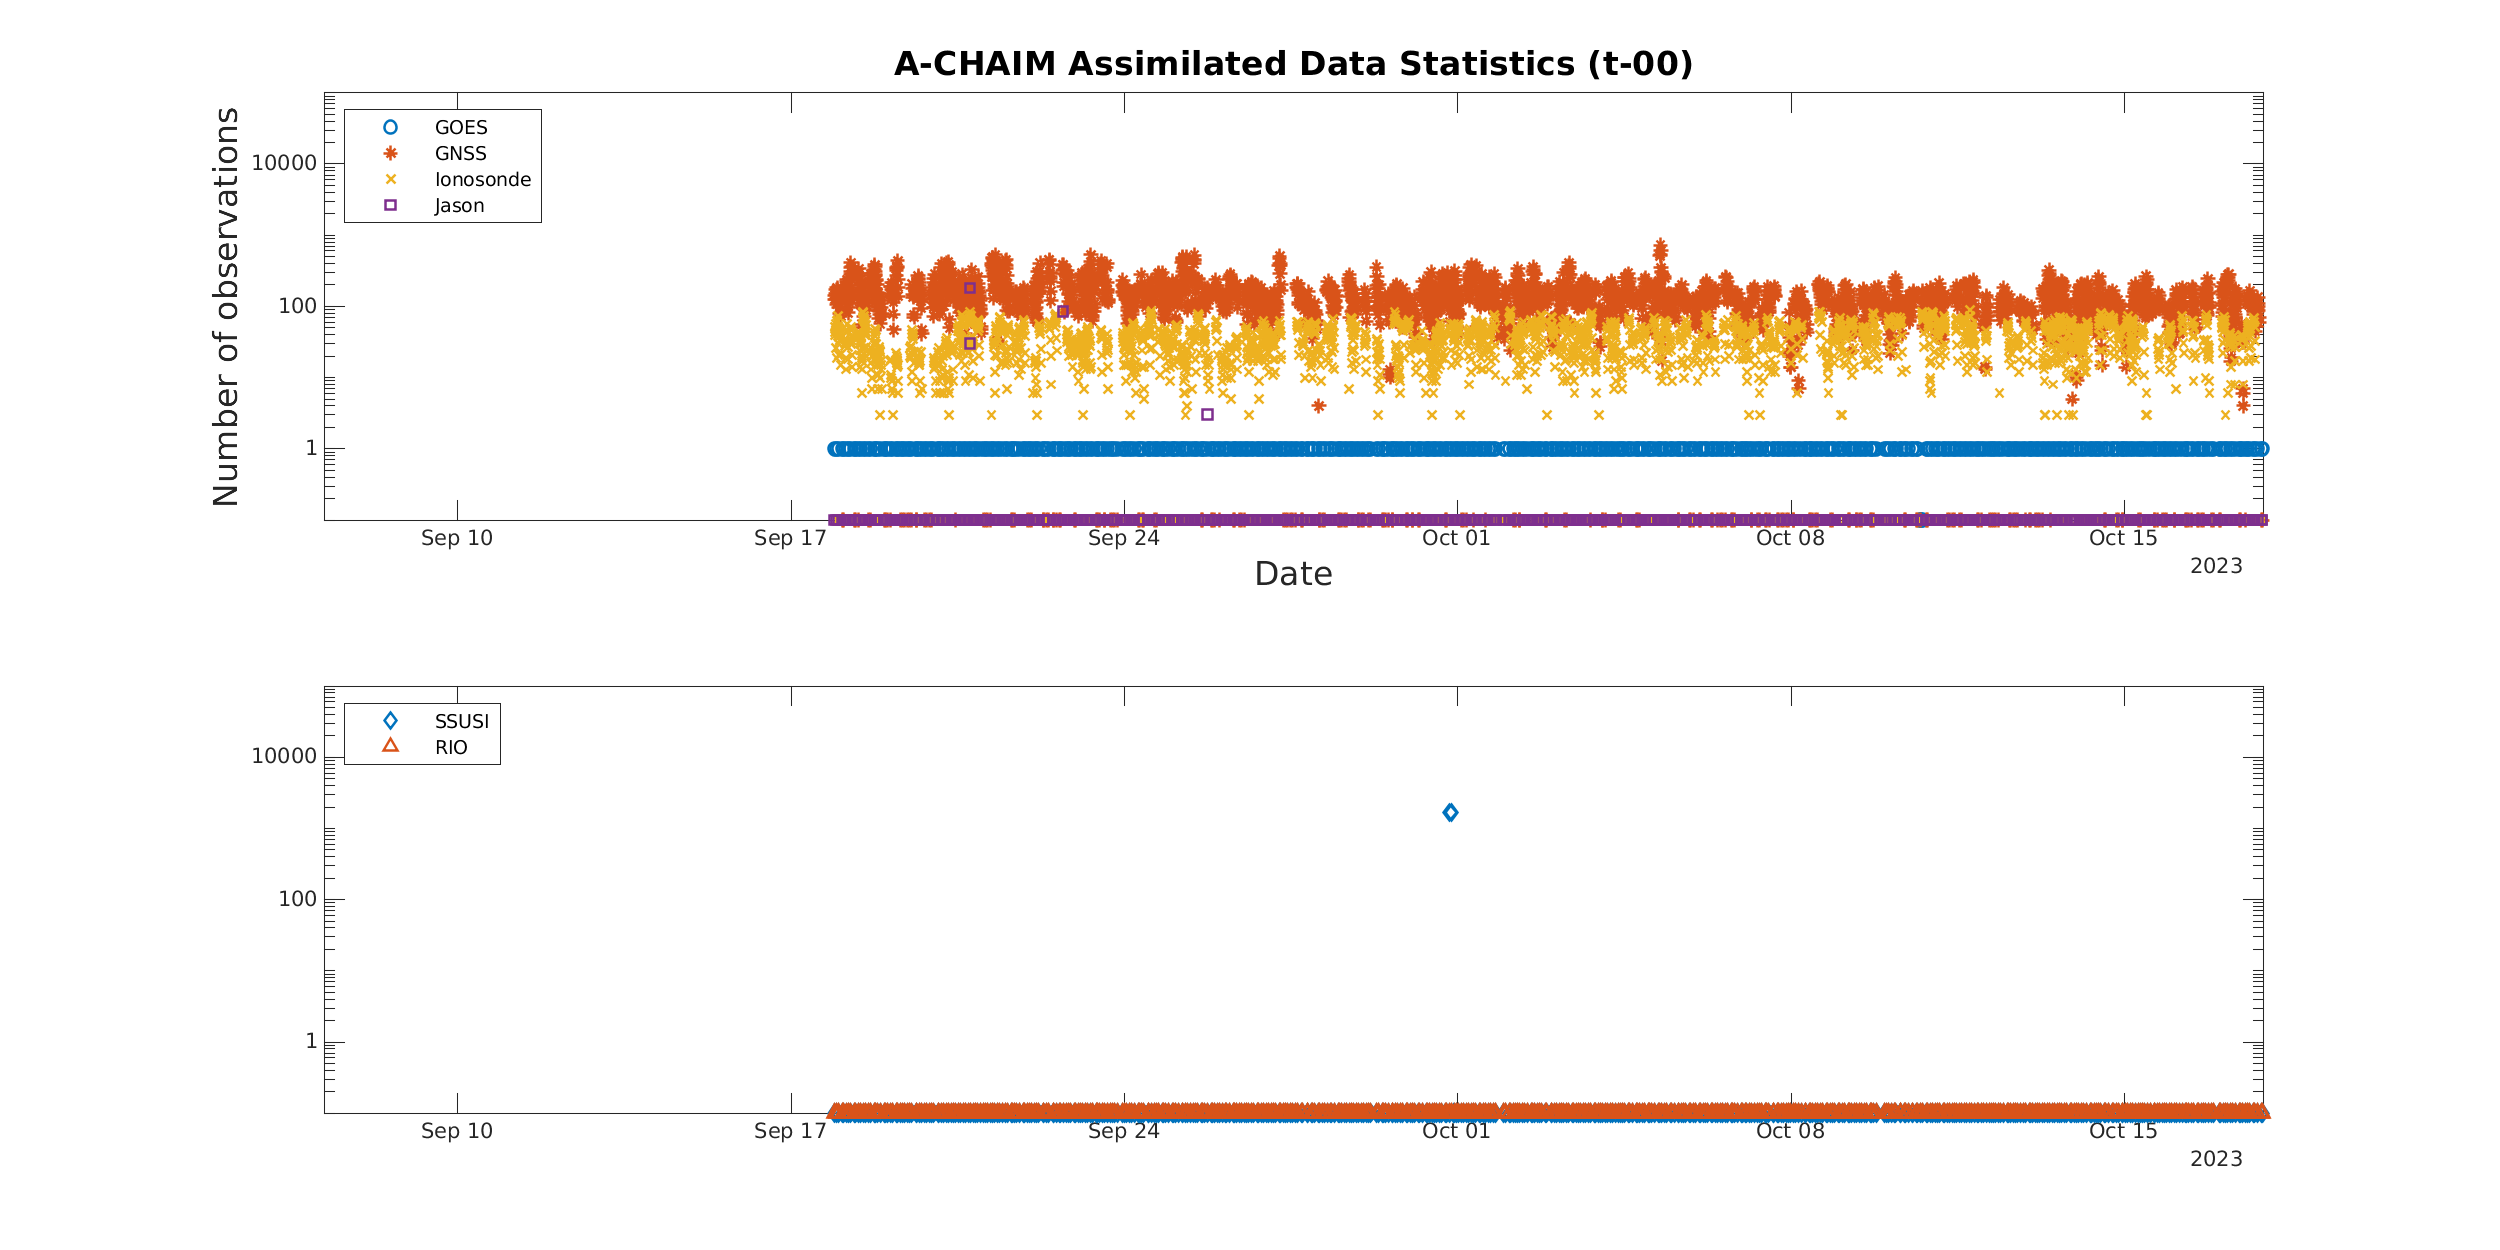 A-CHAIM Assimilated Data Statistics (t-00)
Number of observations
10000
100
1
GOES
GNSS
Ionosonde
Jason
Sep 10
Sep 17
Sep 24
Oct 01
Oct 08
Oct 15
2023
Date
10000
100
1
SSUSI
RIO
Sep 10
Sep 17
Sep 24
Oct 01
Oct 08
Oct 15
2023